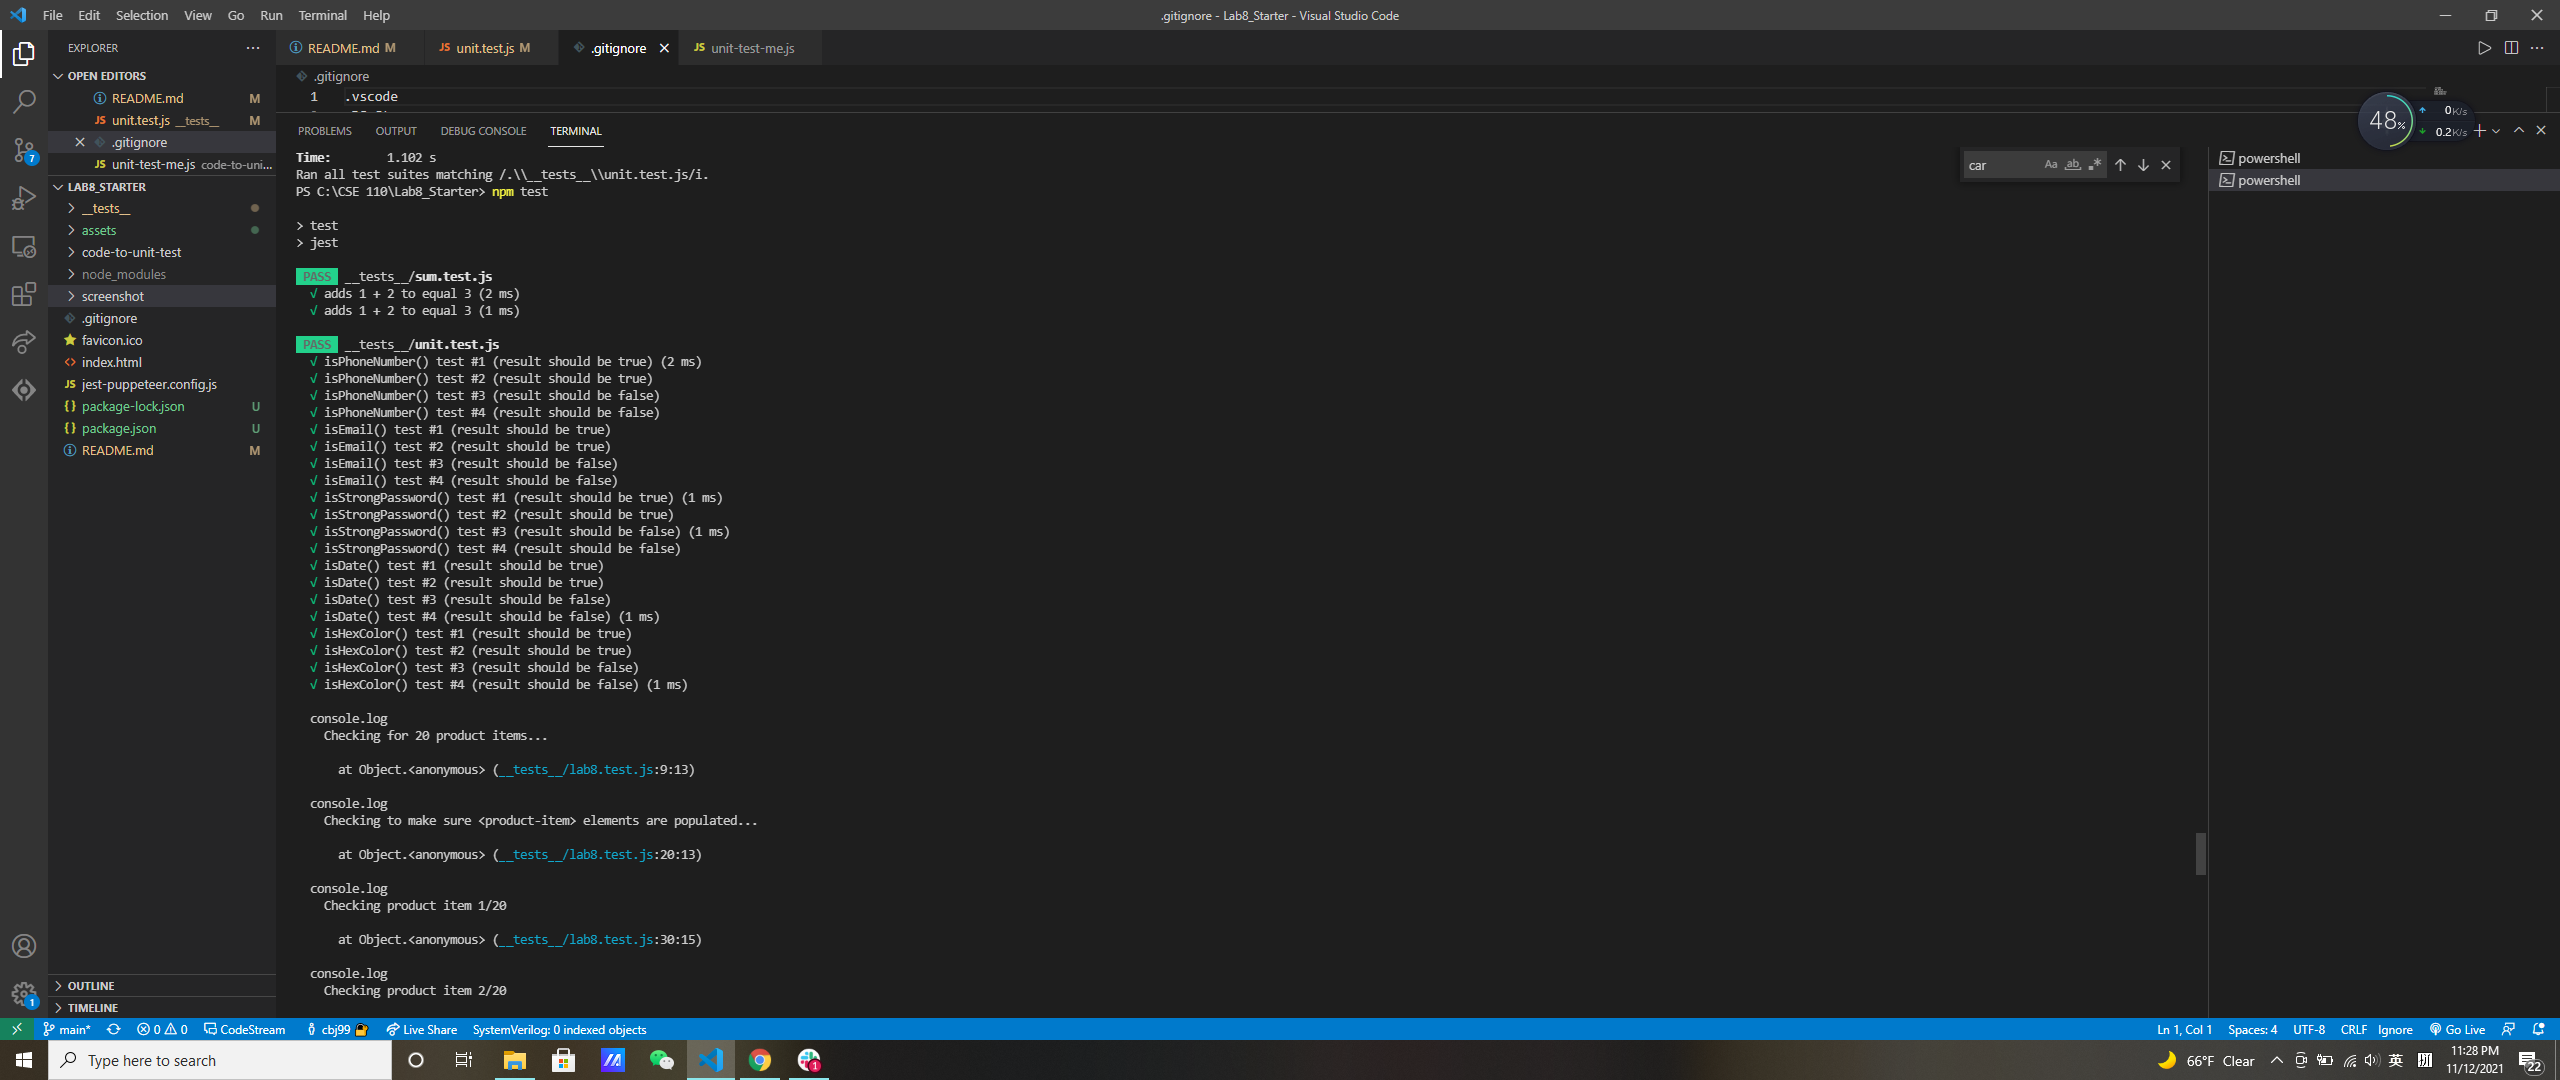 File Edit Selection View Go Run Terminal Help
.gitignore - Lab8_Starter - Visual Studio Code
EXPLORER
OPEN EDITORS
README.md M
unit.test.js __tests__ M
.gitignore
unit-test-me.js code-to-uni...
LAB8_STARTER
__tests__
assets
code-to-unit-test
node_modules
screenshot
.gitignore
favicon.ico
index.html
jest-puppeteer.config.js
package-lock.json U
package.json U
README.md M
OUTLINE
TIMELINE
README.md M unit.test.js M .gitignore unit-test-me.js
.gitignore
1 .vscode
PROBLEMS OUTPUT DEBUG CONSOLE TERMINAL
48%
0K/s
0.2K/s
car
powershell
powershell
Time: 1.102 s
Ran all test suites matching /.\\__tests__\\unit.test.js/i.
PS C:\CSE 110\Lab8_Starter> npm test
> test
> jest
PASS __tests__/sum.test.js
√ adds 1 + 2 to equal 3 (2 ms)
√ adds 1 + 2 to equal 3 (1 ms)
PASS __tests__/unit.test.js
√ isPhoneNumber() test #1 (result should be true) (2 ms)
√ isPhoneNumber() test #2 (result should be true)
√ isPhoneNumber() test #3 (result should be false)
√ isPhoneNumber() test #4 (result should be false)
√ isEmail() test #1 (result should be true)
√ isEmail() test #2 (result should be true)
√ isEmail() test #3 (result should be false)
√ isEmail() test #4 (result should be false)
√ isStrongPassword() test #1 (result should be true) (1 ms)
√ isStrongPassword() test #2 (result should be true)
√ isStrongPassword() test #3 (result should be false) (1 ms)
√ isStrongPassword() test #4 (result should be false)
√ isDate() test #1 (result should be true)
√ isDate() test #2 (result should be true)
√ isDate() test #3 (result should be false)
√ isDate() test #4 (result should be false) (1 ms)
√ isHexColor() test #1 (result should be true)
√ isHexColor() test #2 (result should be true)
√ isHexColor() test #3 (result should be false)
√ isHexColor() test #4 (result should be false) (1 ms)
console.log
Checking for 20 product items...
at Object.<anonymous> (__tests__/lab8.test.js:9:13)
console.log
Checking to make sure <product-item> elements are populated...
at Object.<anonymous> (__tests__/lab8.test.js:20:13)
console.log
Checking product item 1/20
at Object.<anonymous> (__tests__/lab8.test.js:30:15)
console.log
Checking product item 2/20
main* 0 0 CodeStream cbj99 Live Share SystemVerilog: 0 indexed objects
Ln 1, Col 1 Spaces: 4 UTF-8 CRLF Ignore Go Live
Type here to search
66°F Clear 英 拼 11:28 PM
11/12/2021 22